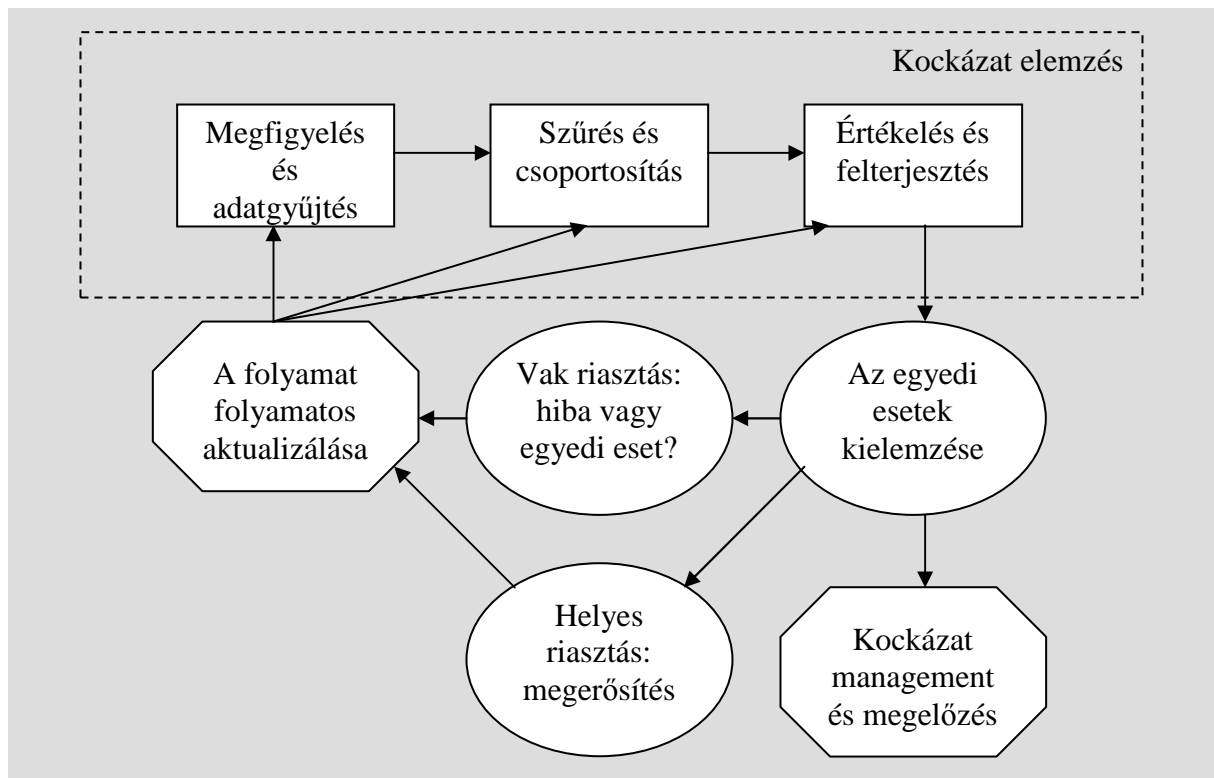 Kockázat elemzés
Megfigyelés
és
adatgyűjtés
Szűrés és
csoportosítás
Értékelés és
felterjesztés
A folyamat
folyamatos
aktualizálása
Vak riasztás:
hiba vagy
egyedi eset?
Az egyedi
esetek
kielemzése
Helyes
riasztás:
megerősítés
Kockázat
management
és megelőzés